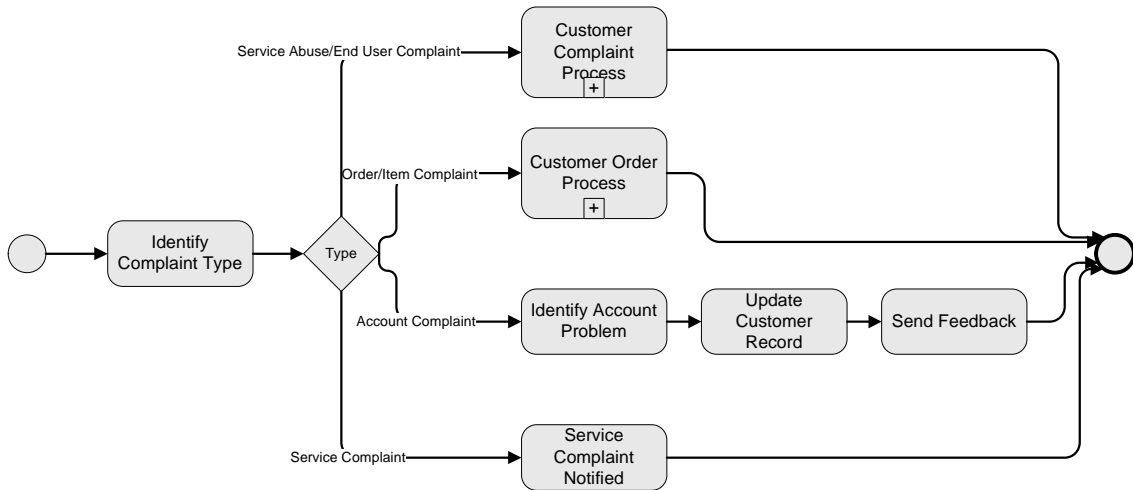 Service Abuse/End User Complaint
Customer
Complaint
Process
+
Order/Item Complaint
Customer Order
Process
+
Identify
Complaint Type
Type
Account Complaint
Identify Account
Problem
Update
Customer
Record
Send Feedback
Service Complaint
Service
Complaint
Notified